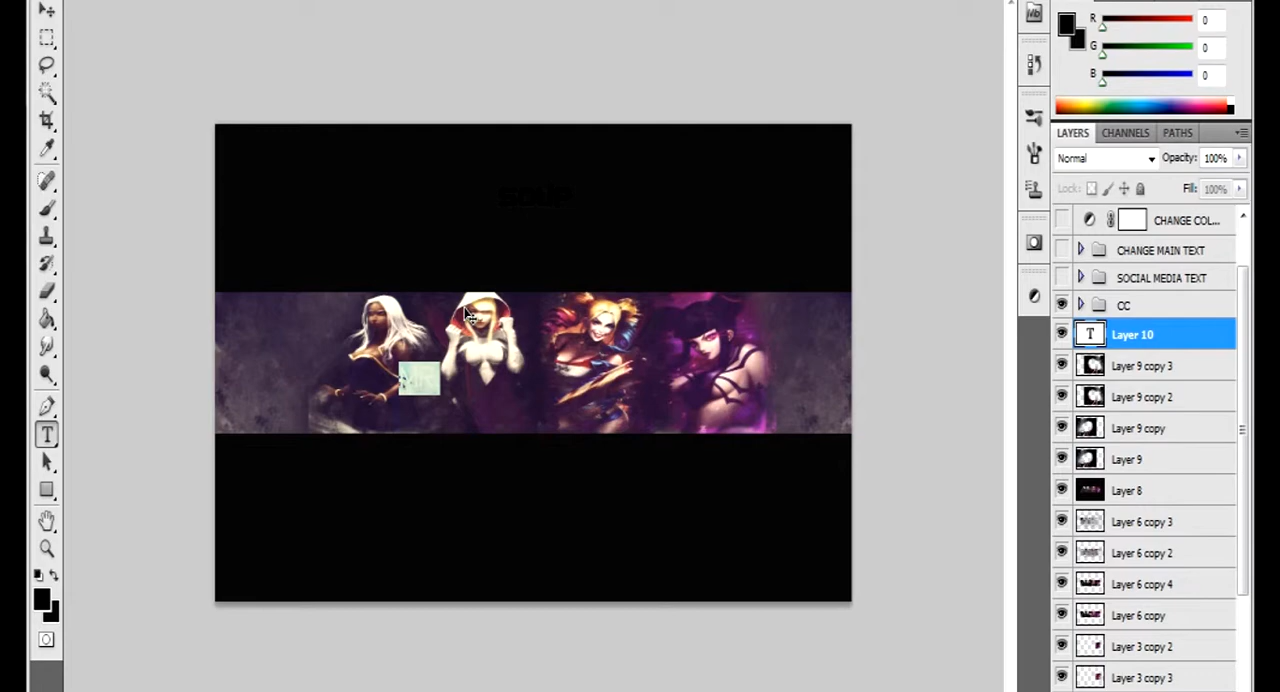 Mb
R 0
G 0
B 0
LAYERS CHANNELS PATHS
Normal Opacity: 100%
Lock: Fill: 100%
CHANGE COL...
CHANGE MAIN TEXT
SOCIAL MEDIA TEXT
CC
T Layer 10
Layer 9 copy 3
Layer 9 copy 2
Layer 9 copy
Layer 9
Layer 8
Layer 6 copy 3
Layer 6 copy 2
Layer 6 copy 4
Layer 6 copy
Layer 3 copy 2
Layer 3 copy 3
SOUP
T